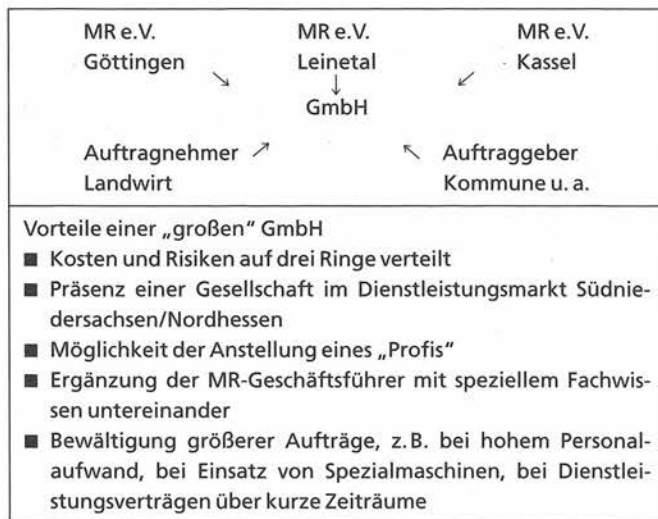 MR e.V. MR e.V. MR e.V.
Göttingen Leinetal Kassel
↘ ↓ ↙
GmbH
Auftragnehmer ↗ ↖ Auftraggeber
Landwirt Kommune u. a.
Vorteile einer „großen" GmbH
■ Kosten und Risiken auf drei Ringe verteilt
■ Präsenz einer Gesellschaft im Dienstleistungsmarkt Südnie-
dersachsen/Nordhessen
■ Möglichkeit der Anstellung eines „Profis"
■ Ergänzung der MR-Geschäftsführer mit speziellem Fachwis-
sen untereinander
■ Bewältigung größerer Aufträge, z.B. bei hohem Personal-
aufwand, bei Einsatz von Spezialmaschinen, bei Dienstlei-
stungsverträgen über kurze Zeiträume